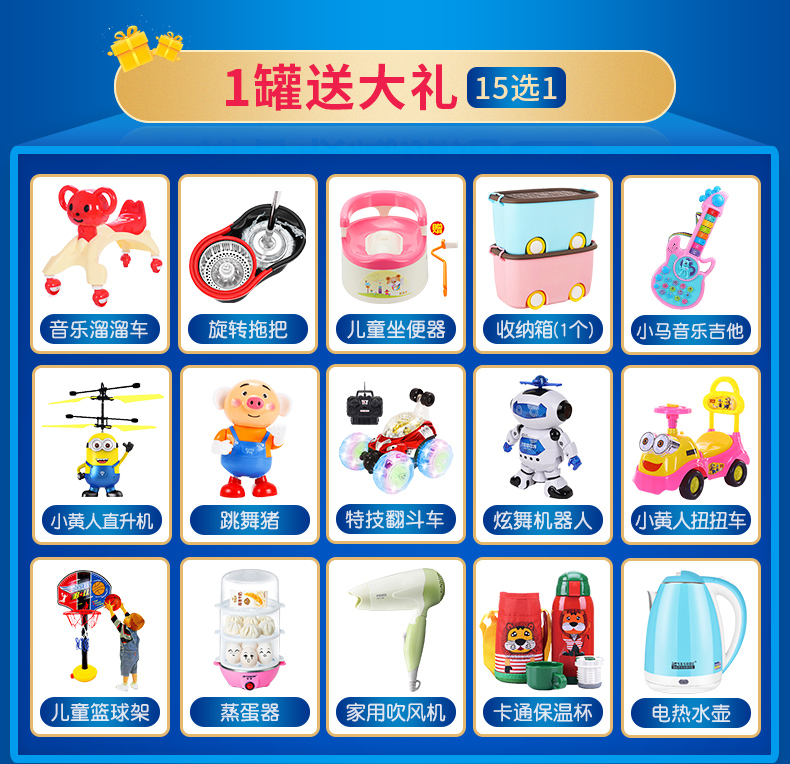 1罐送大礼 15选1
赠
音乐溜溜车
旋转拖把
儿童坐便器
收纳箱(1个)
小马音乐吉他
小黄人直升机
跳舞猪
特技翻斗车
炫舞机器人
小黄人扭扭车
儿童篮球架
蒸蛋器
家用吹风机
卡通保温杯
电热水壶